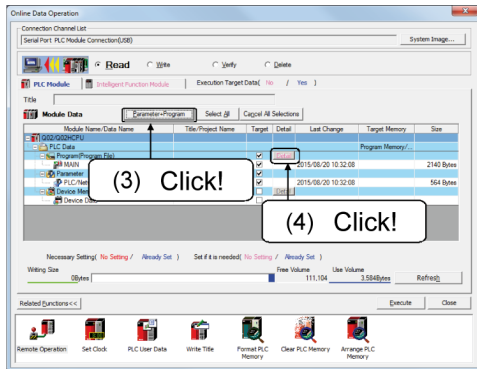 Online Data Operation
Connection Channel List
Serial Port PLC Module Connection(USB)
System Image...
Read Write Verify Delete
PLC Module Intelligent Function Module Execution Target Data( No / Yes )
Title
Module Data Parameter+Program Select All Cancel All Selections
Module Name/Data Name Title/Project Name Target Detail Last Change Target Memory Size
Q02/Q02HCPU
PLC Data Program Memory/...
Program(Program File) Detail
MAIN 2015/08/20 10:32:08 2140 Bytes
Parameter
PLC/Net 2015/08/20 10:32:08 564 Bytes
Device Mem Detail
Device Da
(3) Click!
(4) Click!
Necessary Setting( No Setting / Already Set ) Set if it is needed( No Setting / Already Set )
Writing Size Free Volume Use Volume
0Bytes 111,104 3,584Bytes Refresh
Related Functions<< Execute Close
Remote Operation Set Clock PLC User Data Write Title Format PLC Memory Clear PLC Memory Arrange PLC Memory